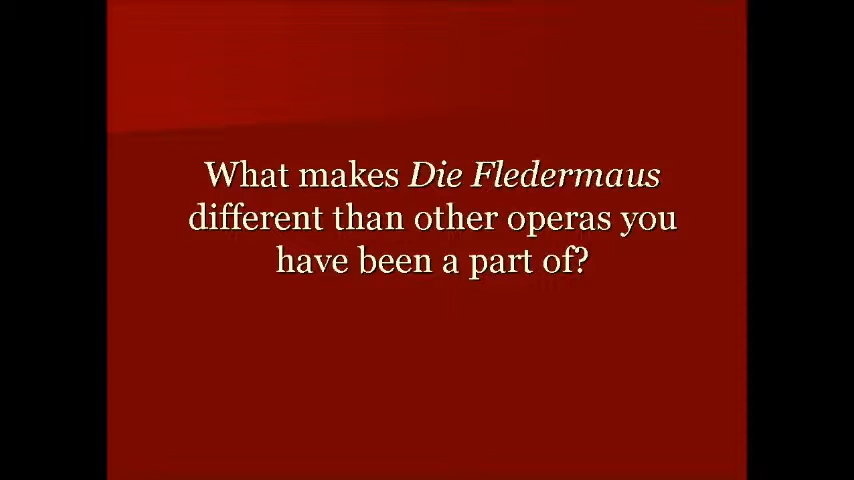 What makes Die Fledermaus
different than other operas you
have been a part of?